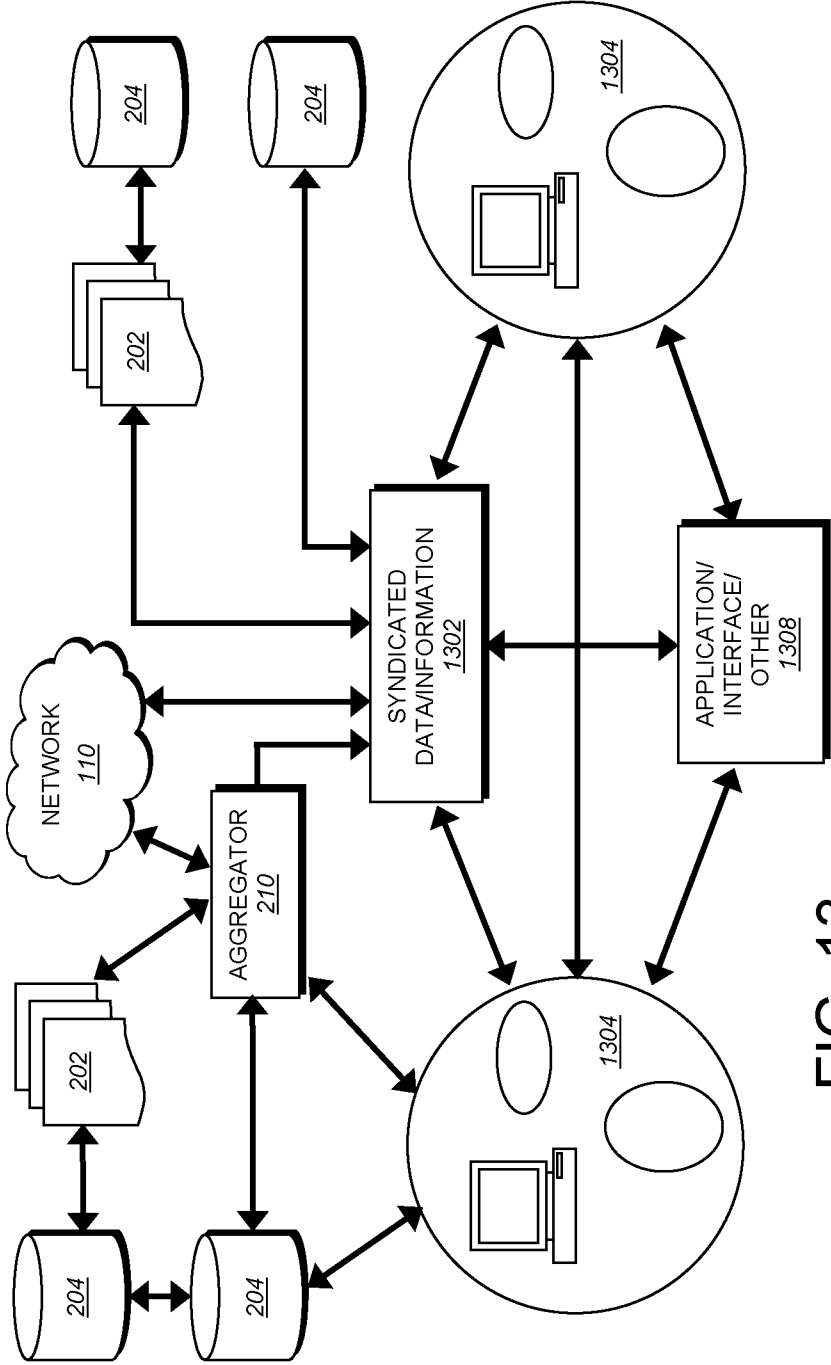 204
202
NETWORK
110
202
204
204
AGGREGATOR
210
204
SYNDICATED
DATA/INFORMATION
1302
1304
1304
APPLICATION/
INTERFACE/
OTHER
1308
FIG. 13